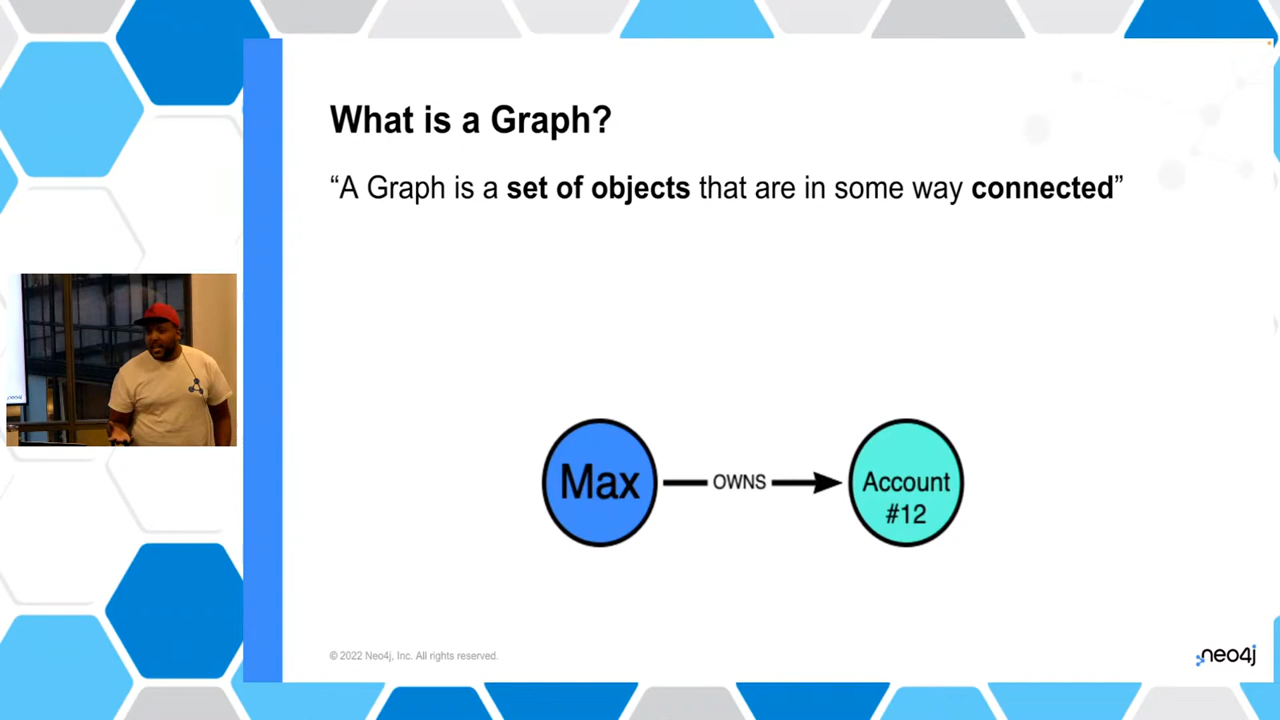 What is a Graph?
“A Graph is a set of objects that are in some way connected”
Max
OWNS
Account
#12
© 2022 Neo4j, Inc. All rights reserved.
neo4j
neo4j